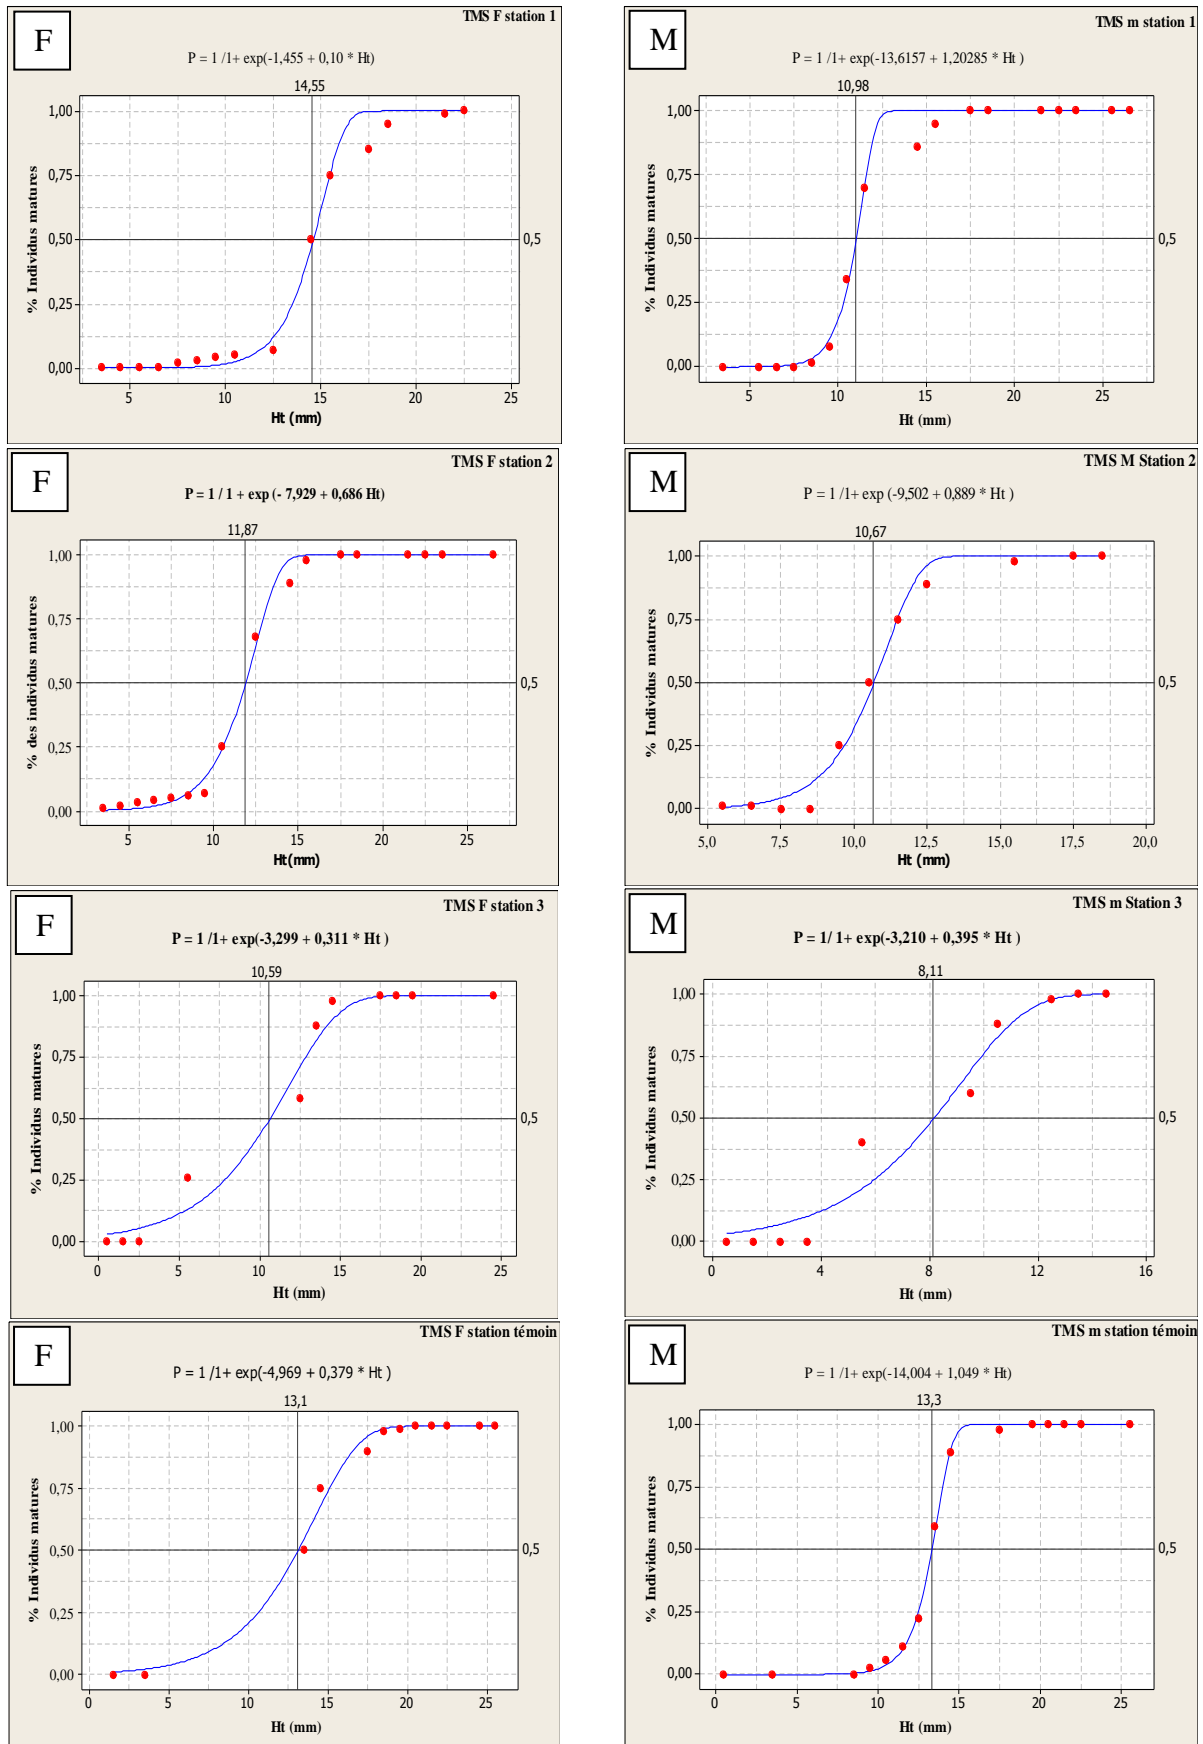 F
TMS F station 1
P = 1 /1+ exp(-1,455 + 0,10 * Ht)
14,55
1,00
0,75
0,50
0,25
0,00
0,5
% Individus matures
5
10
15
20
25
Ht (mm)
M
TMS m station 1
P = 1 /1+ exp(-13,6157 + 1,20285 * Ht )
10,98
1,00
0,75
0,50
0,25
0,00
0,5
% Individus matures
5
10
15
20
25
Ht (mm)
F
TMS F station 2
P = 1 / 1 + exp (- 7,929 + 0,686 Ht)
11,87
1,00
0,75
0,50
0,25
0,00
0,5
% des individus matures
5
10
15
20
25
Ht(mm)
M
TMS M Station 2
P = 1 /1+ exp (-9,502 + 0,889 * Ht )
10,67
1,00
0,75
0,50
0,25
0,00
0,5
% Individus matures
5,0
7,5
10,0
12,5
15,0
17,5
20,0
Ht (mm)
F
TMS F station 3
P = 1 /1+ exp(-3,299 + 0,311 * Ht )
10,59
1,00
0,75
0,50
0,25
0,00
0,5
% Individus matures
0
5
10
15
20
25
Ht (mm)
M
TMS m Station 3
P = 1/ 1+ exp(-3,210 + 0,395 * Ht )
8,11
1,00
0,75
0,50
0,25
0,00
0,5
% Individus matures
0
4
8
12
16
Ht (mm)
F
TMS F station témoin
P = 1 /1+ exp(-4,969 + 0,379 * Ht )
13,1
1,00
0,75
0,50
0,25
0,00
0,5
% Individus matures
0
5
10
15
20
25
Ht (mm)
M
TMS m station témoin
P = 1 /1+ exp(-14,004 + 1,049 * Ht)
13,3
1,00
0,75
0,50
0,25
0,00
0,5
% Individus matures
0
5
10
15
20
25
Ht (mm)